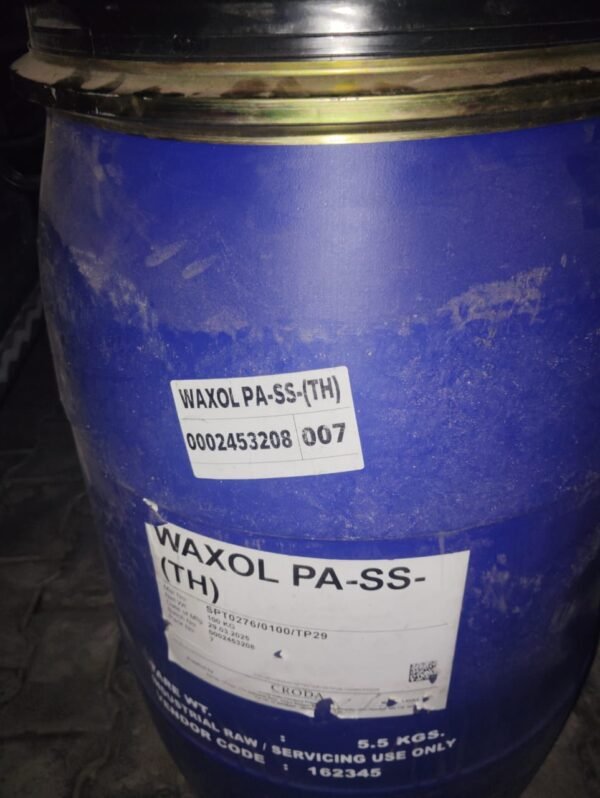 WAXOL PA-SS-(TH)
0002453208 007
WAXOL PA-SS-
(TH)
SPT0276/0100/TP29
100 KG
29.03.2025
0002453208
7
CRODA
TARE WT. : 5.5 KGS.
INDUSTRIAL RAW / SERVICING USE ONLY
VENDOR CODE : 162345